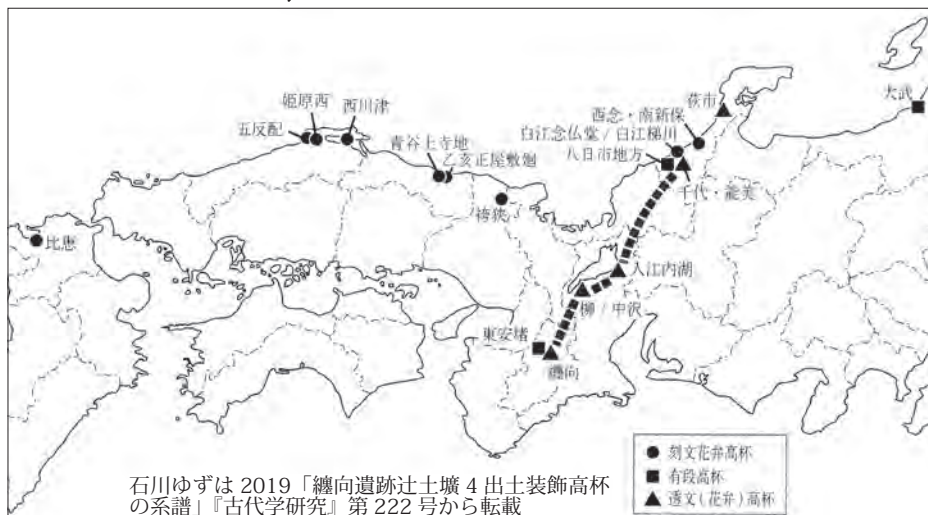 荻市
大武
西念・南新保
白江念仏堂/白江梯川
八日市地方
千代・能美
姫原西
西川津
五反配
青谷上寺地
乙亥正屋敷廻
袴狭
比恵
入江内湖
柳/中沢
東安堵
纏向
● 刻文花弁高杯
■ 有段高杯
▲ 透文(花弁)高杯
石川ゆずは 2019「纏向遺跡辻土壙 4 出土装飾高杯
の系譜」『古代学研究』第 222 号から転載